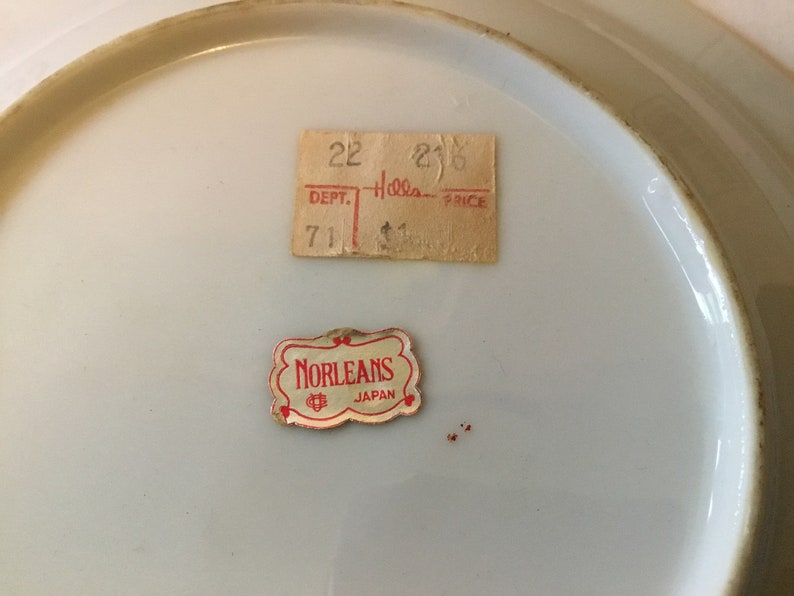 22 216
DEPT. Hills PRICE
71 $1
NORLEANS
JAPAN